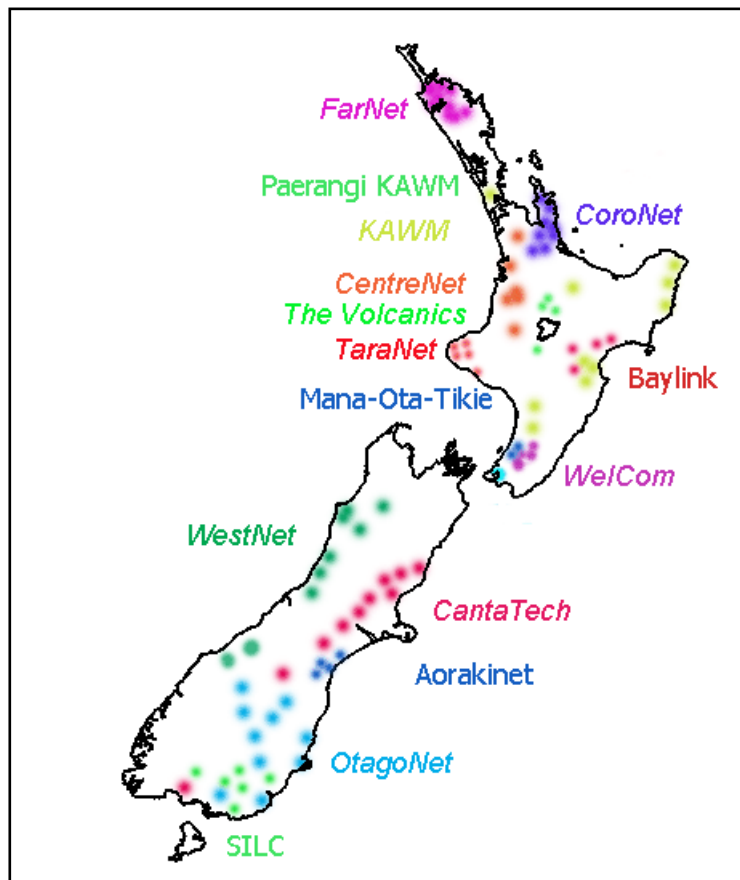 FarNet
Paerangi KAWM
CoroNet
KAWM
CentreNet
The Volcanics
TaraNet
Baylink
Mana-Ota-Tikie
WelCom
WestNet
CantaTech
Aorakinet
OtagoNet
SILC